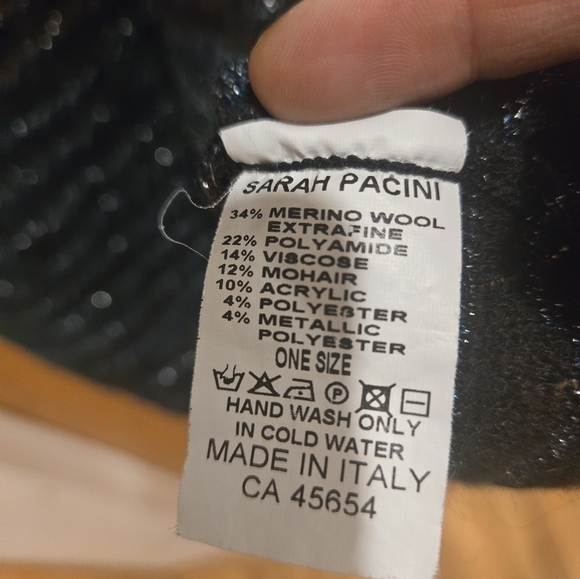 SARAH PACINI
34% MERINO WOOL
EXTRAFINE
22% POLYAMIDE
14% VISCOSE
12% MOHAIR
10% ACRYLIC
4% POLYESTER
4% METALLIC
POLYESTER
ONE SIZE
P
HAND WASH ONLY
IN COLD WATER
MADE IN ITALY
CA 45654